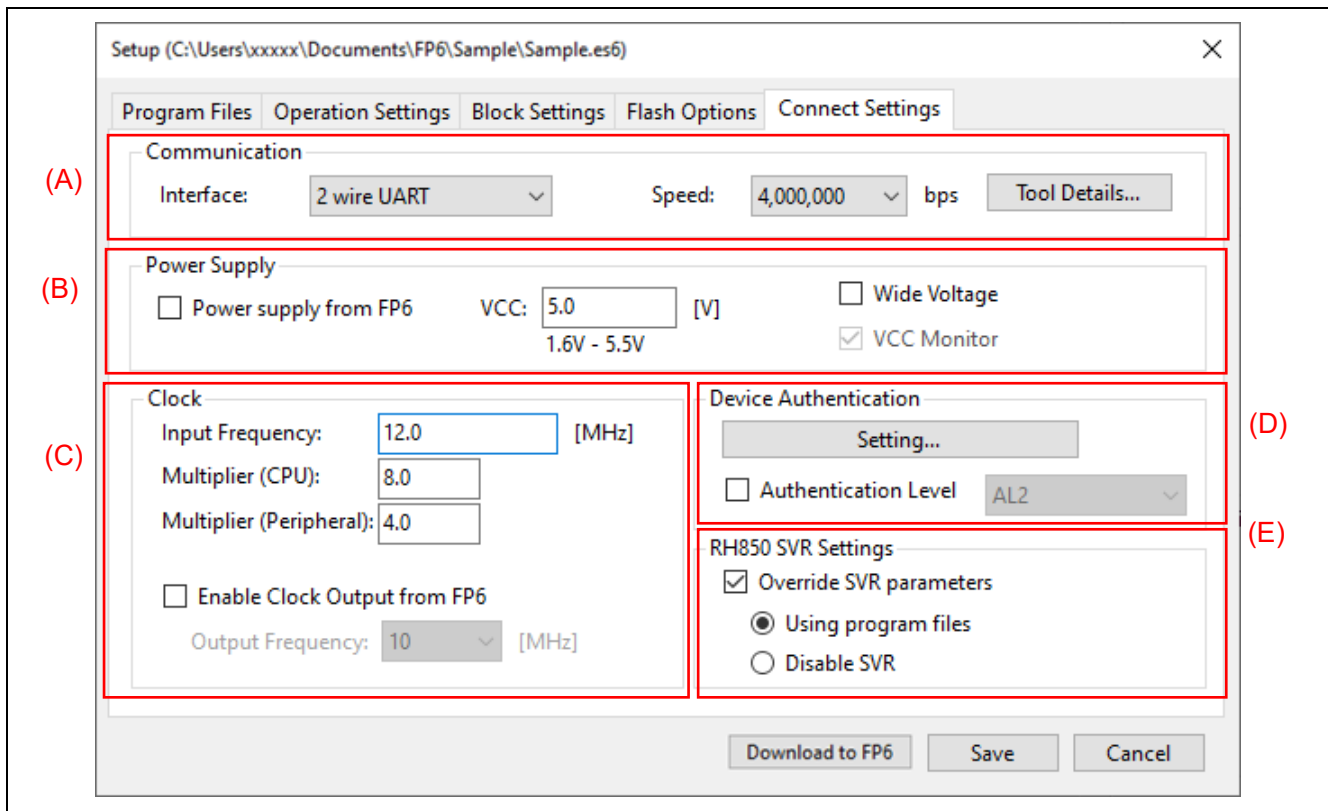 Setup (C:\Users\xxxxx\Documents\FP6\Sample\Sample.es6)
Program Files Operation Settings Block Settings Flash Options Connect Settings
(A)
Communication
Interface: 2 wire UART Speed: 4,000,000 bps Tool Details...
(B)
Power Supply
Power supply from FP6 VCC: 5.0 [V] Wide Voltage
1.6V - 5.5V VCC Monitor
(C)
Clock
Input Frequency: 12.0 [MHz]
Multiplier (CPU): 8.0
Multiplier (Peripheral): 4.0
Enable Clock Output from FP6
Output Frequency: 10 [MHz]
(D)
Device Authentication
Setting...
Authentication Level AL2
(E)
RH850 SVR Settings
Override SVR parameters
Using program files
Disable SVR
Download to FP6 Save Cancel